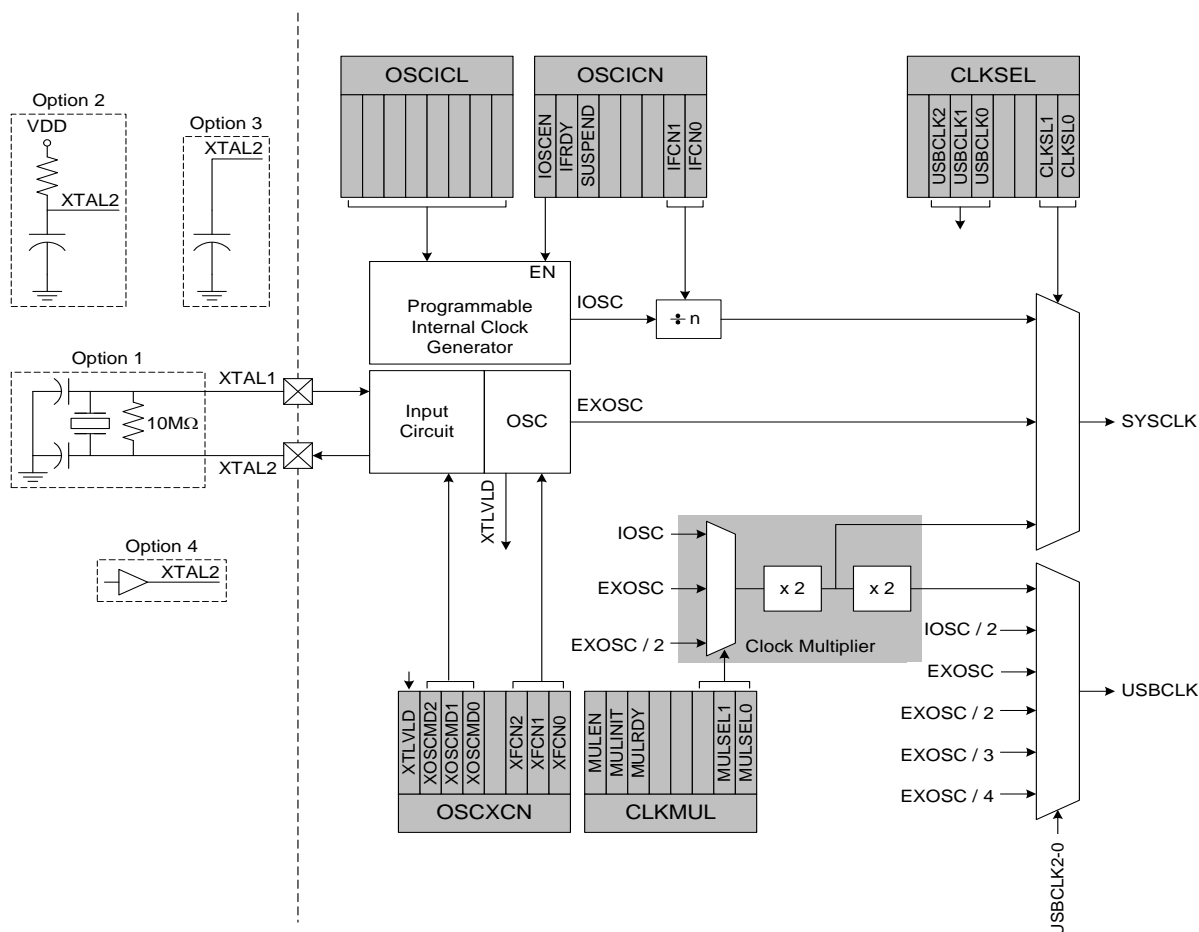 OSCICL
OSCICN
IOSCEN
IFRDY
SUSPEND
IFCN1
IFCN0
CLKSEL
USBCLK2
USBCLK1
USBCLK0
CLKSL1
CLKSL0
Option 2
VDD
XTAL2
Option 3
XTAL2
EN
Programmable
Internal Clock
Generator
IOSC
÷ n
Option 1
10MΩ
XTAL1
XTAL2
Input
Circuit
OSC
EXOSC
SYSCLK
XTLVLD
Option 4
XTAL2
IOSC
EXOSC
EXOSC / 2
x 2
x 2
Clock Multiplier
IOSC / 2
EXOSC
EXOSC / 2
EXOSC / 3
EXOSC / 4
USBCLK
USBCLK2-0
XTLVLD
XOSCMD2
XOSCMD1
XOSCMD0
XFCN2
XFCN1
XFCN0
OSCXCN
MULEN
MULINIT
MULRDY
MULSEL1
MULSEL0
CLKMUL